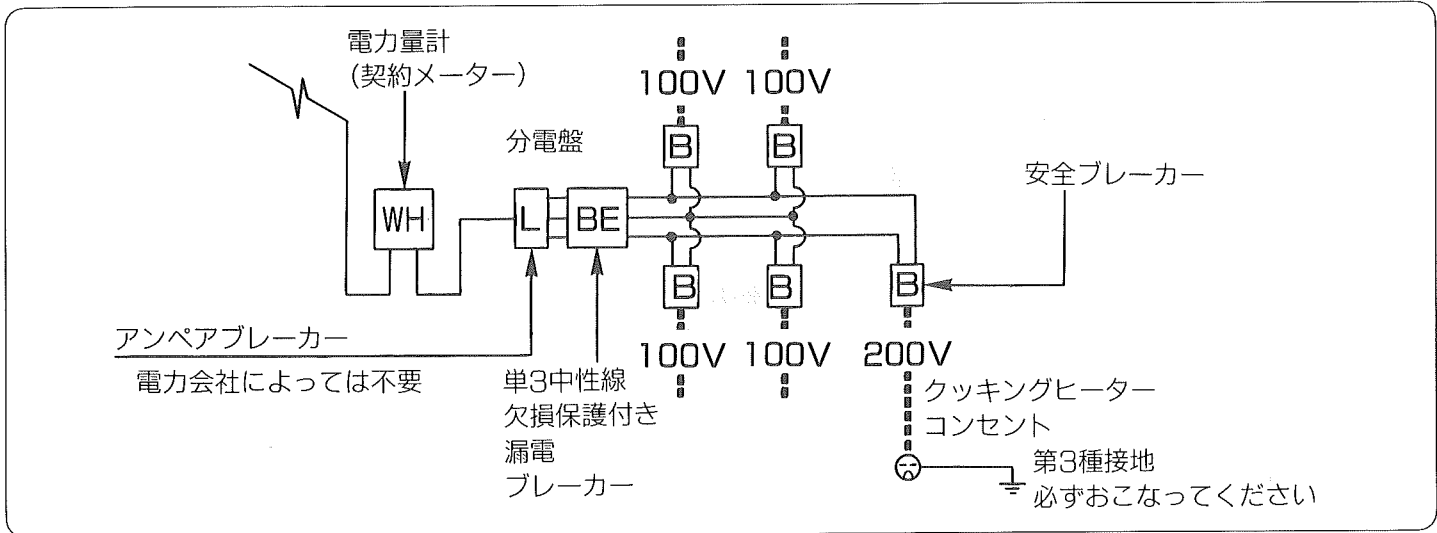 電力量計
（契約メーター）
100V
100V
分電盤
B
B
安全ブレーカー
WH
L
BE
B
B
B
アンペアブレーカー
電力会社によっては不要
100V
100V
200V
単3中性線
欠損保護付き
漏電
ブレーカー
クッキングヒーター
コンセント
第3種接地
必ずおこなってください